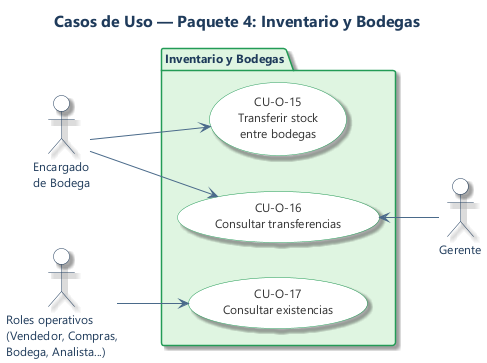 Casos de Uso — Paquete 4: Inventario y Bodegas
Inventario y Bodegas
CU-O-15
Transferir stock
entre bodegas
Encargado
de Bodega
CU-O-16
Consultar transferencias
Gerente
CU-O-17
Consultar existencias
Roles operativos
(Vendedor, Compras,
Bodega, Analista...)